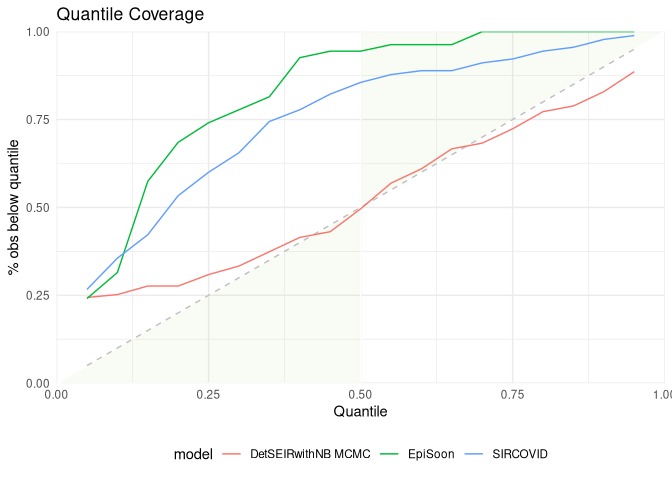 Quantile Coverage
% obs below quantile
1.00
0.75
0.50
0.25
0.00
0.00 0.25 0.50 0.75 1.00
Quantile
model DetSEIRwithNB MCMC EpiSoon SIRCOVID